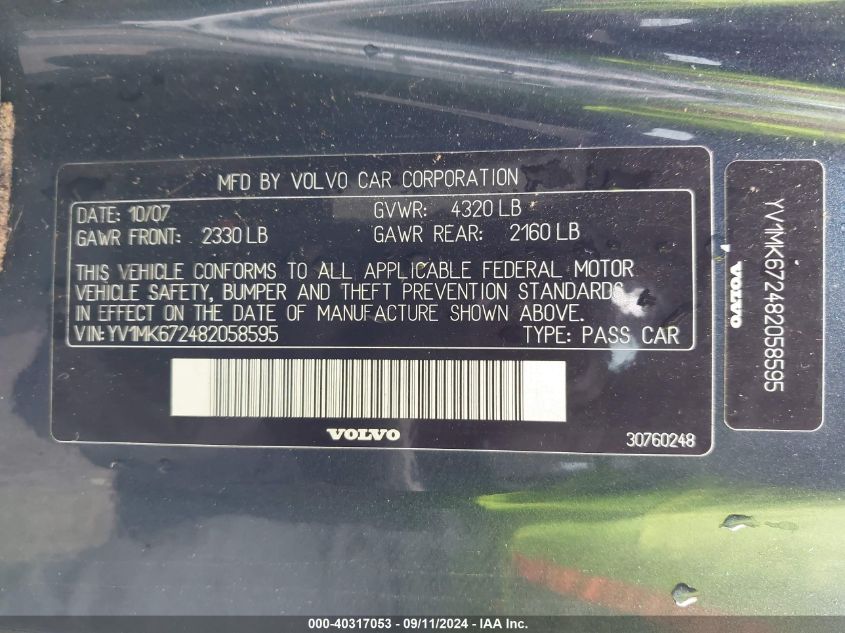 MFD BY VOLVO CAR CORPORATION
DATE: 10/07 GVWR: 4320 LB
GAWR FRONT: 2330 LB GAWR REAR: 2160 LB
THIS VEHICLE CONFORMS TO ALL APPLICABLE FEDERAL MOTOR
VEHICLE SAFETY, BUMPER AND THEFT PREVENTION STANDARDS
IN EFFECT ON THE DATE OF MANUFACTURE SHOWN ABOVE.
VIN: YV1MK672482058595 TYPE: PASS CAR
VOLVO
30760248
YV1MK672482058595
VOLVO
000-40317053 - 09/11/2024 - IAA Inc.